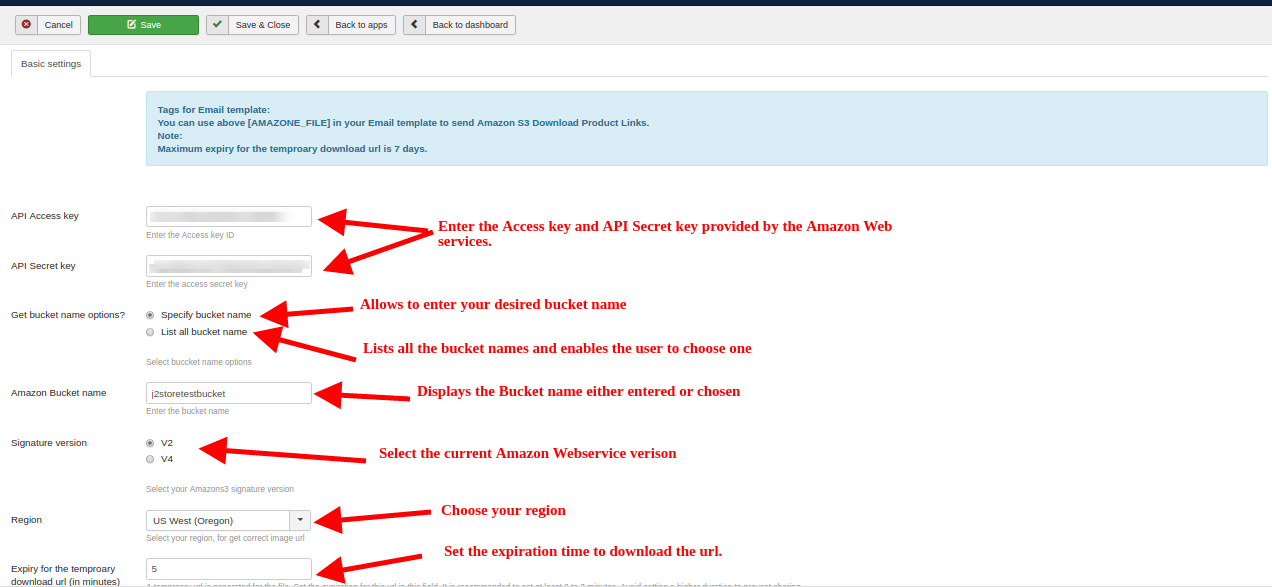 Cancel
Save
Save & Close
Back to apps
Back to dashboard
Basic settings
Tags for Email template:
You can use above [AMAZONE_FILE] in your Email template to send Amazon S3 Download Product Links.
Note:
Maximum expiry for the temproary download url is 7 days.
API Access key
Enter the Access key ID
Enter the Access key and API Secret key provided by the Amazon Web
services.
API Secret key
Enter the access secret key
Get bucket name options?
Specify bucket name
Allows to enter your desired bucket name
List all bucket name
Lists all the bucket names and enables the user to choose one
Select buccket name options
Amazon Bucket name
j2storetestbucket
Displays the Bucket name either entered or chosen
Enter the bucket name
Signature version
V2
V4
Select the current Amazon Webservice verison
Select your Amazons3 signature version
Region
US West (Oregon)
Choose your region
Select your region, for get correct image url
Set the expiration time to download the url.
Expiry for the temproary
download url (in minutes)
5